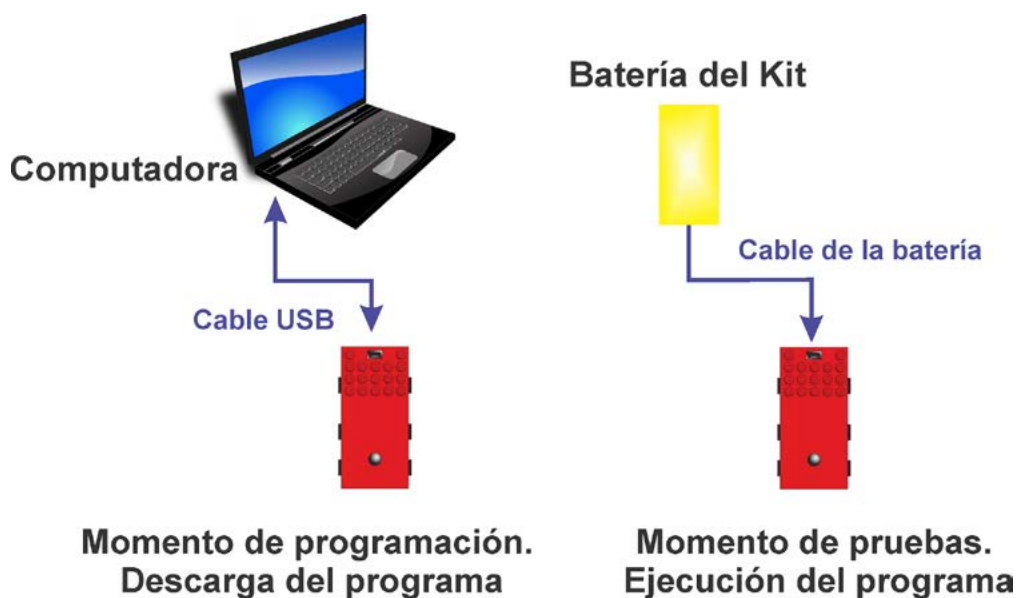 Computadora
Cable USB
Momento de programación.
Descarga del programa
Batería del Kit
Cable de la batería
Momento de pruebas.
Ejecución del programa